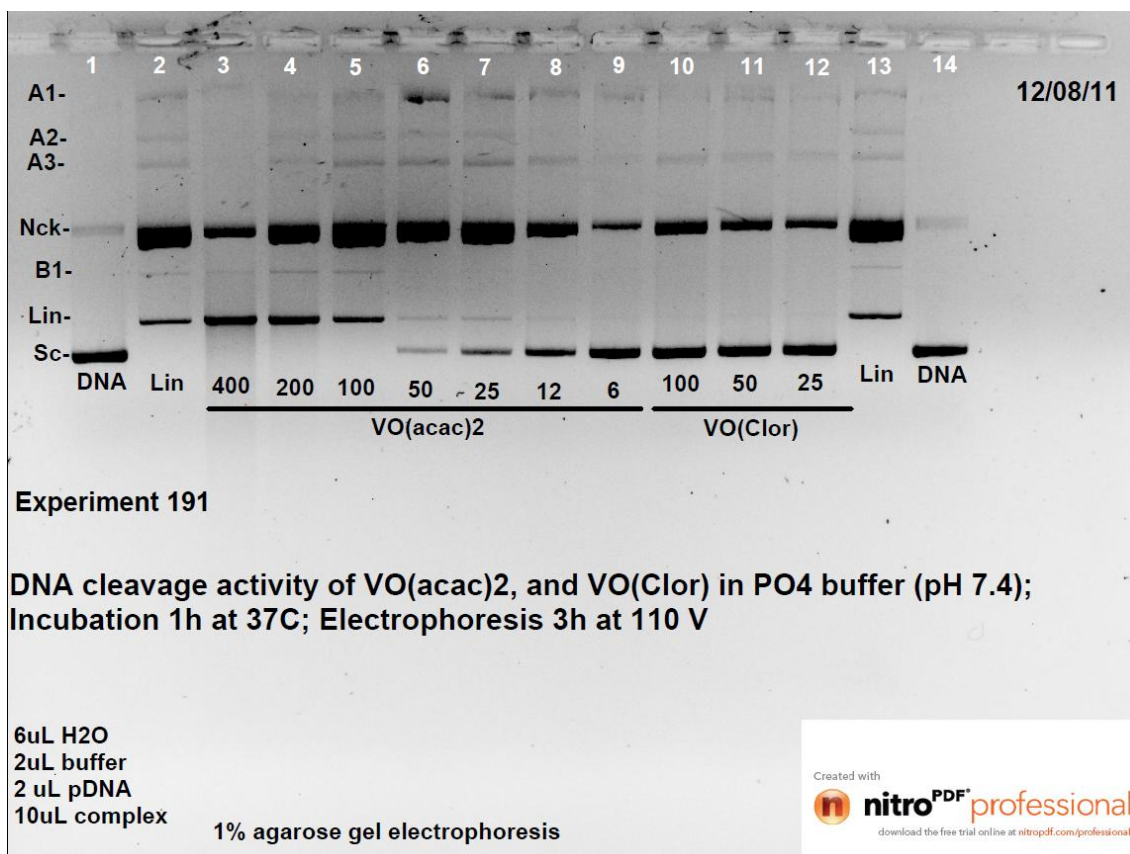 1 2 3 4 5 6 7 8 9 10 11 12 13 14
12/08/11
A1-
A2-
A3-
Nck-
B1-
Lin-
Sc-
DNA Lin 400 200 100 50 25 12 6 100 50 25 Lin DNA
VO(acac)2 VO(Clor)
Experiment 191
DNA cleavage activity of VO(acac)2, and VO(Clor) in PO4 buffer (pH 7.4);
Incubation 1h at 37C; Electrophoresis 3h at 110 V
6uL H2O
2uL buffer
2 uL pDNA
10uL complex
1% agarose gel electrophoresis
Created with
n nitroPDF® professional
download the free trial online at nitropdf.com/professional